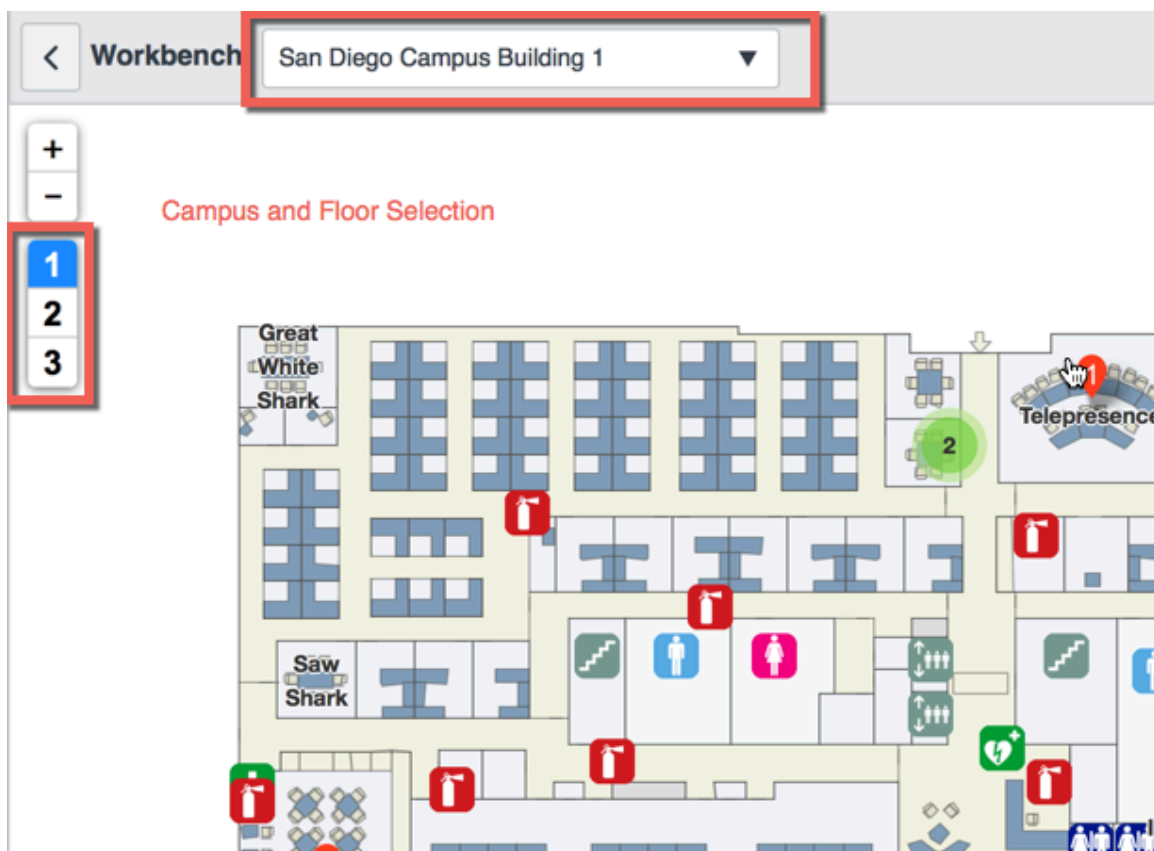 Workbench
San Diego Campus Building 1
+
−
Campus and Floor Selection
1
2
3
Great
White
Shark
1
Telepresence
2
Saw
Shark